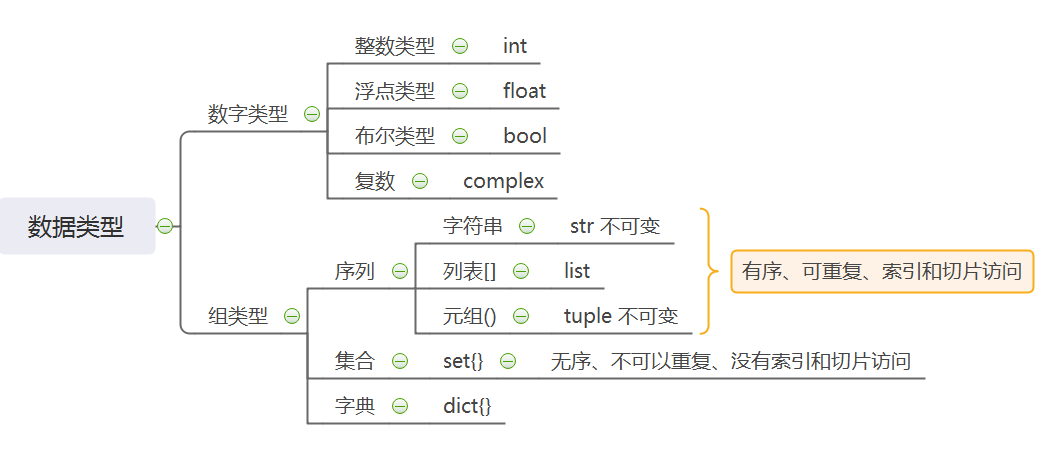 数据类型
数字类型
整数类型 int
浮点类型 float
布尔类型 bool
复数 complex
组类型
序列
字符串 str 不可变
列表[] list
元组() tuple 不可变
有序、可重复、索引和切片访问
集合 set{} 无序、不可以重复、没有索引和切片访问
字典 dict{}